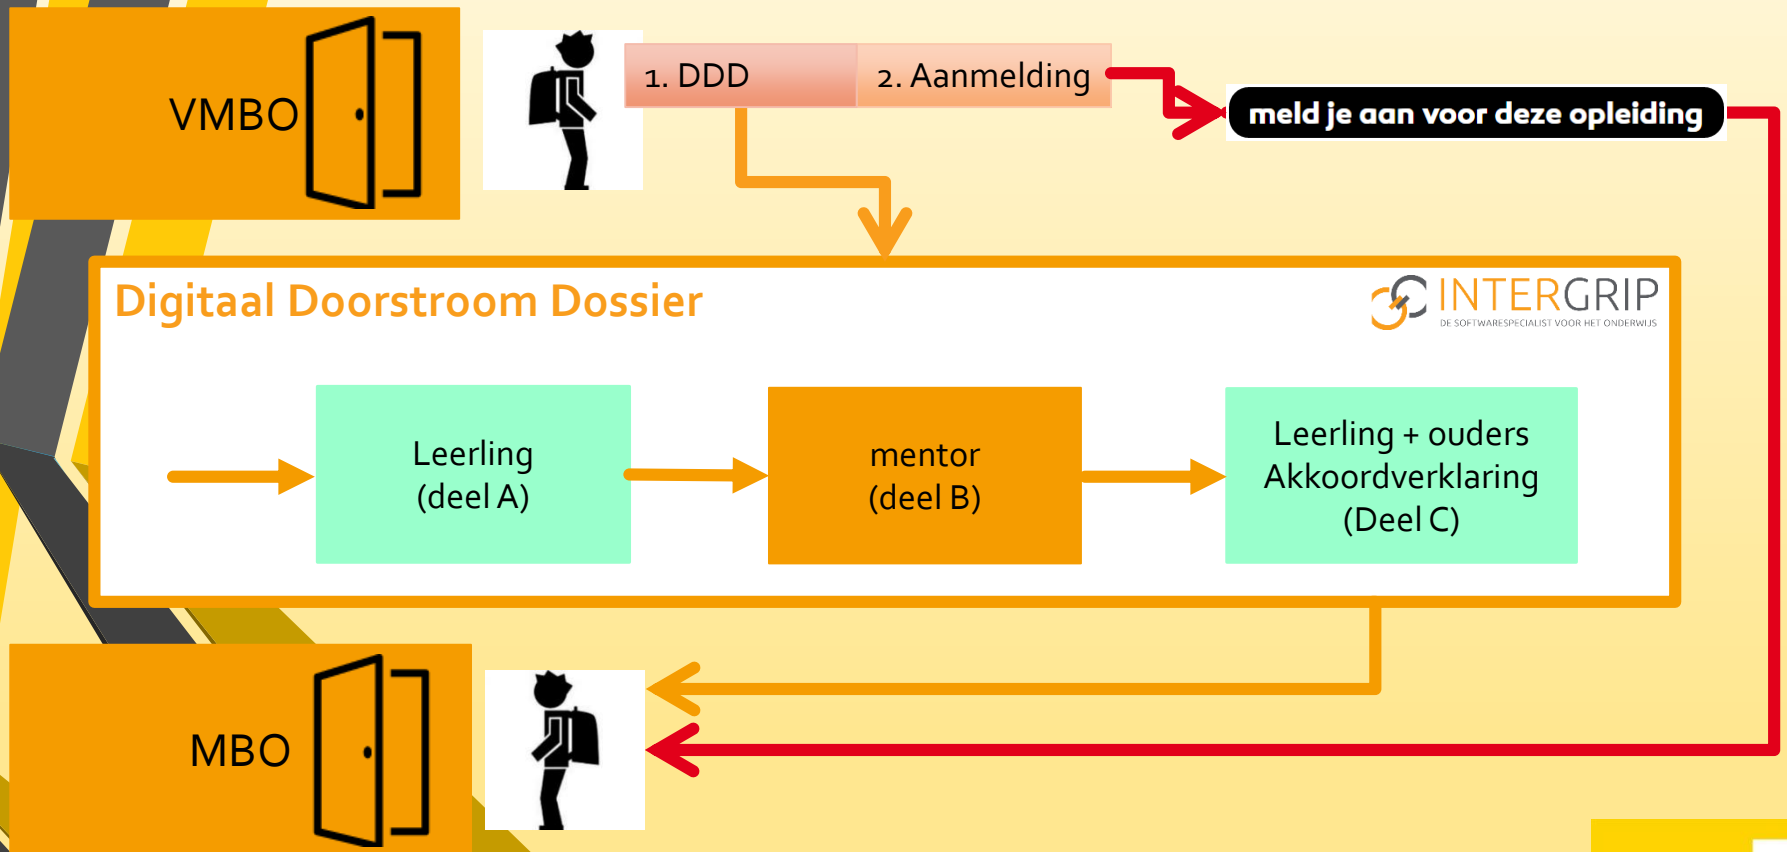 VMBO
1. DDD
2. Aanmelding
meld je aan voor deze opleiding
Digitaal Doorstroom Dossier
INTERGRIP
DE SOFTWARESPECIALIST VOOR HET ONDERWIJS
Leerling
(deel A)
mentor
(deel B)
Leerling + ouders
Akkoordverklaring
(Deel C)
MBO